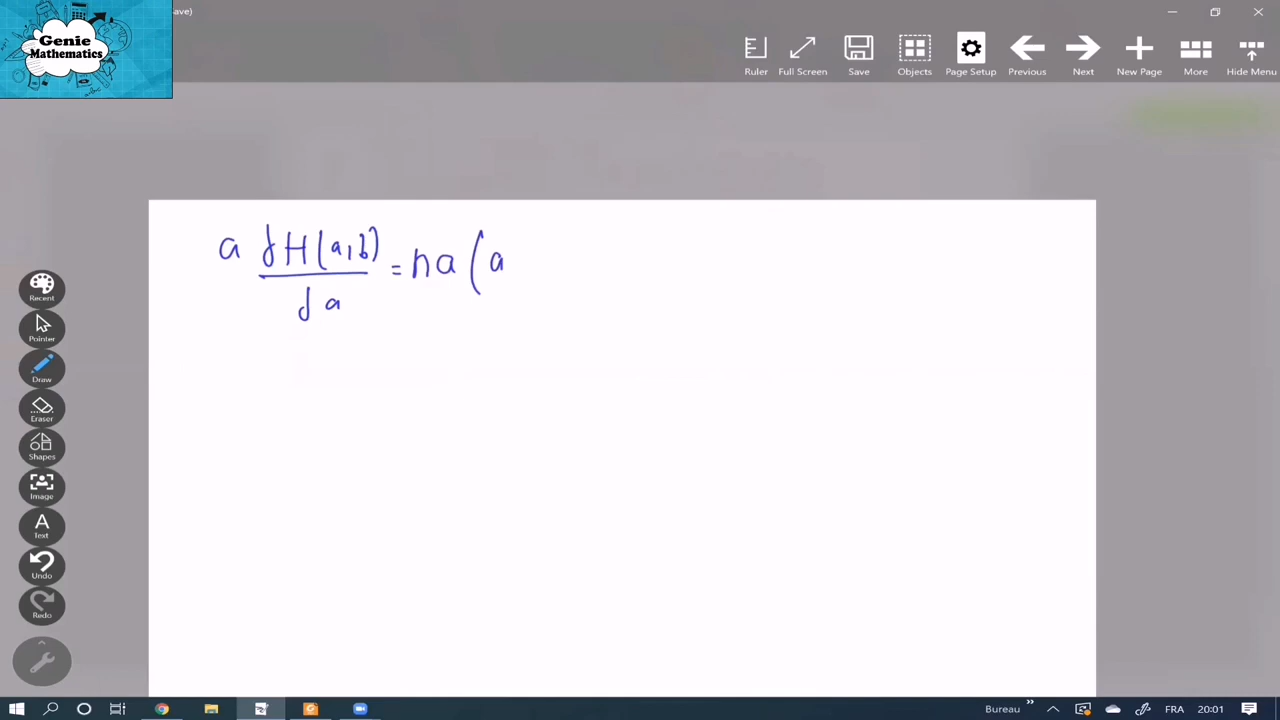 Genie
Mathematics
ave)
Ruler
Full Screen
Save
Objects
Page Setup
Previous
Next
New Page
More
Hide Menu
a ∂H(a,b)/∂a = na(a
Recent
Pointer
Draw
Eraser
Shapes
Image
Text
Undo
Redo
Bureau
FRA
20:01